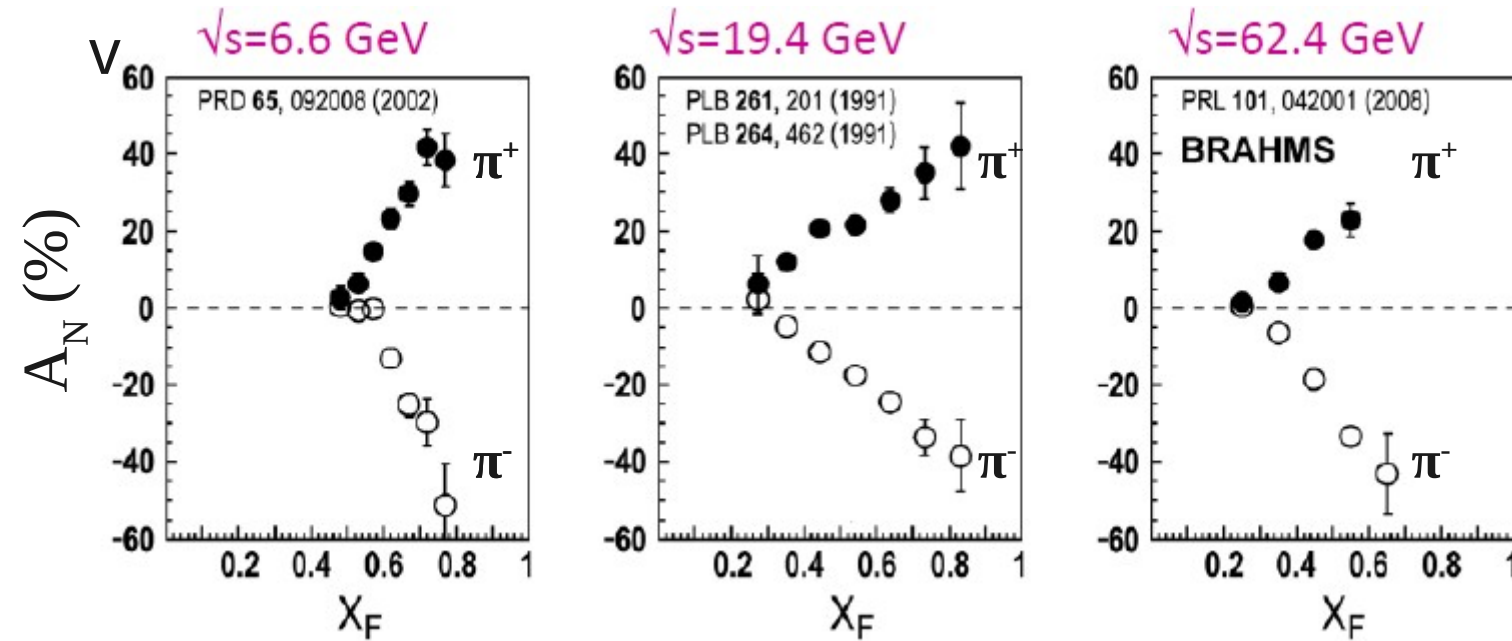 √s=6.6 GeV
√s=19.4 GeV
√s=62.4 GeV
v
A_N (%)
60
40
20
0
-20
-40
-60
PRD 65, 092008 (2002)
π⁺
π⁻
0.2 0.4 0.6 0.8 1
X_F
60
40
20
0
-20
-40
-60
PLB 261, 201 (1991)
PLB 264, 462 (1991)
π⁺
π⁻
0.2 0.4 0.6 0.8 1
X_F
60
40
20
0
-20
-40
-60
PRL 101, 042001 (2008)
BRAHMS
π⁺
π⁻
0.2 0.4 0.6 0.8 1
X_F